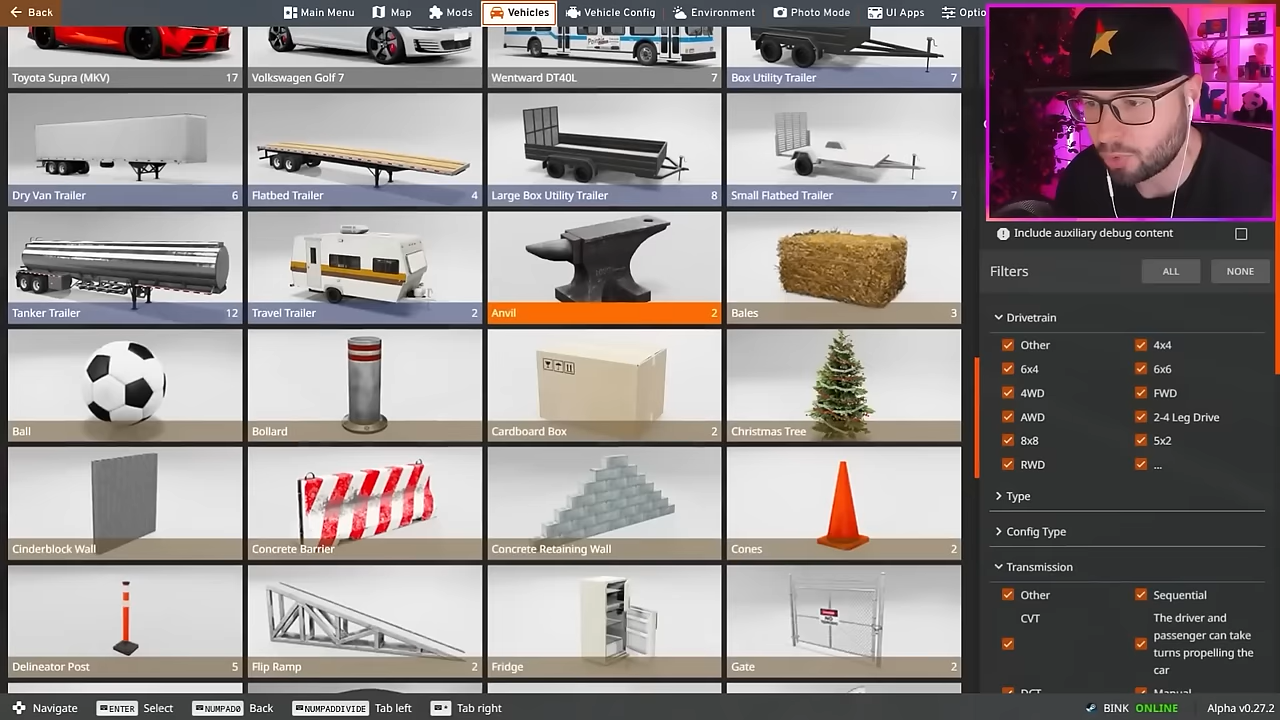 Back
Main Menu
Map
Mods
Vehicles
Vehicle Config
Environment
Photo Mode
UI Apps
Optio
Toyota Supra (MKV) 17
Volkswagen Golf 7
Wentward DT40L 7
Box Utility Trailer 7
Dry Van Trailer 6
Flatbed Trailer 4
Large Box Utility Trailer 8
Small Flatbed Trailer 7
Tanker Trailer 12
Travel Trailer 2
Anvil 2
Bales 3
Ball
Bollard
Cardboard Box 2
Christmas Tree
Cinderblock Wall
Concrete Barrier
Concrete Retaining Wall
Cones 2
Delineator Post 5
Flip Ramp 2
Fridge
Gate 2
Include auxiliary debug content
Filters
ALL
NONE
Drivetrain
Other
4x4
6x4
6x6
4WD
FWD
AWD
2-4 Leg Drive
8x8
5x2
RWD
...
Type
Config Type
Transmission
Other
Sequential
CVT
The driver and
passenger can take
turns propelling the
car
DCT
Manual
Navigate
ENTER Select
NUMPAD0 Back
NUMPADDIVIDE Tab left
Tab right
BINK ONLINE
Alpha v0.27.2